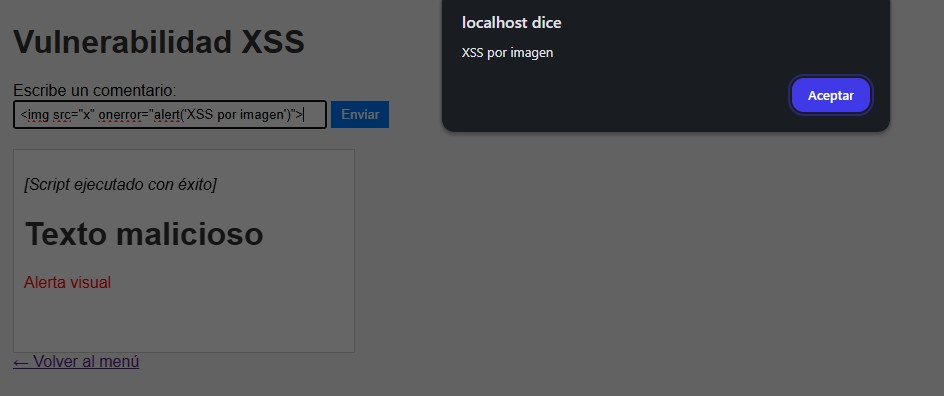 Vulnerabilidad XSS
localhost dice
XSS por imagen
Aceptar
Escribe un comentario:
<img src="x" onerror="alert('XSS por imagen')">
Enviar
[Script ejecutado con éxito]
Texto malicioso
Alerta visual
← Volver al menú